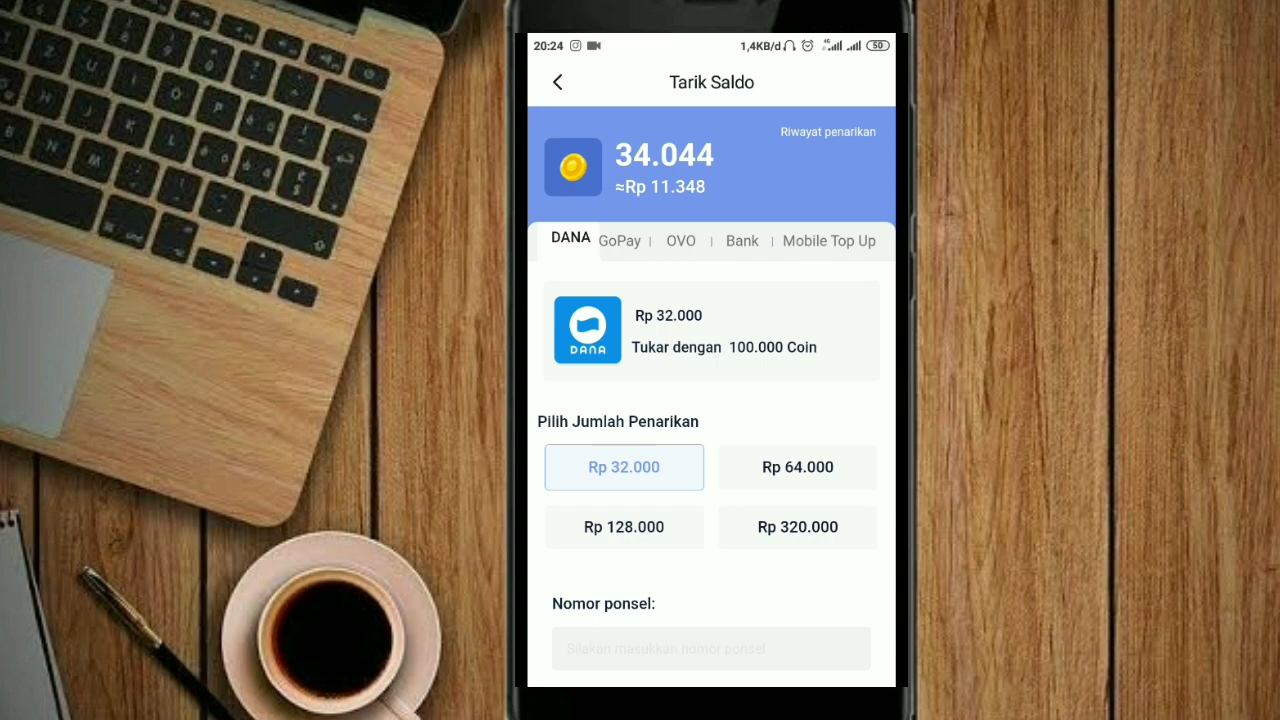 20:24 1,4KB/d 4G 50
Tarik Saldo
Riwayat penarikan
34.044
≈Rp 11.348
DANA GoPay | OVO | Bank | Mobile Top Up
Rp 32.000
DANA
Tukar dengan 100.000 Coin
Pilih Jumlah Penarikan
Rp 32.000 Rp 64.000
Rp 128.000 Rp 320.000
Nomor ponsel:
Silakan masukkan nomor ponsel